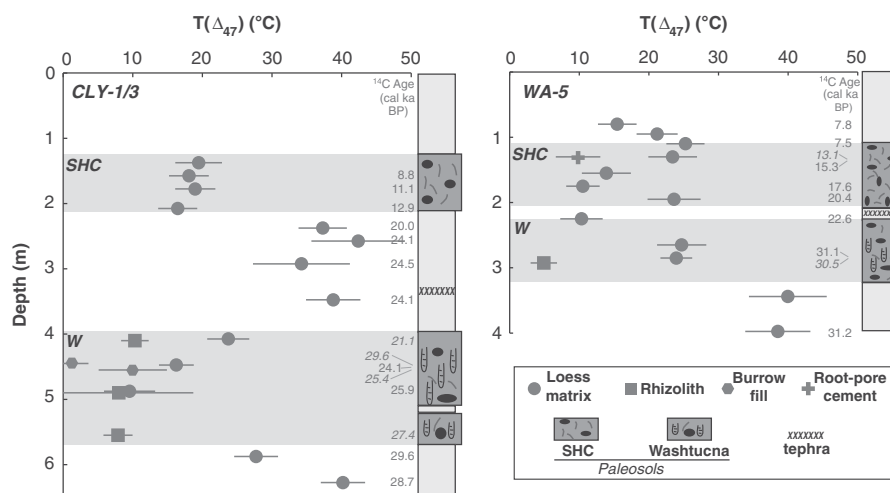 T(Δ47) (°C)
0 10 20 30 40 50
CLY-1/3
14C Age
(cal ka
BP)
Depth (m)
0
1
2
3
4
5
6
SHC
8.8
11.1
12.9
20.0
24.1
24.5
24.1
xxxxxxx
W
21.1
29.6
24.1
25.4
25.9
27.4
29.6
28.7
T(Δ47) (°C)
0 10 20 30 40 50
WA-5
14C Age
(cal ka
BP)
0
1
2
3
4
7.8
7.5
SHC
13.1
15.3
17.6
20.4
xxxxx
22.6
W
31.1
30.5
31.2
Loess matrix
Rhizolith
Burrow fill
Root-pore cement
SHC
Washtucna
xxxxxxx
tephra
Paleosols